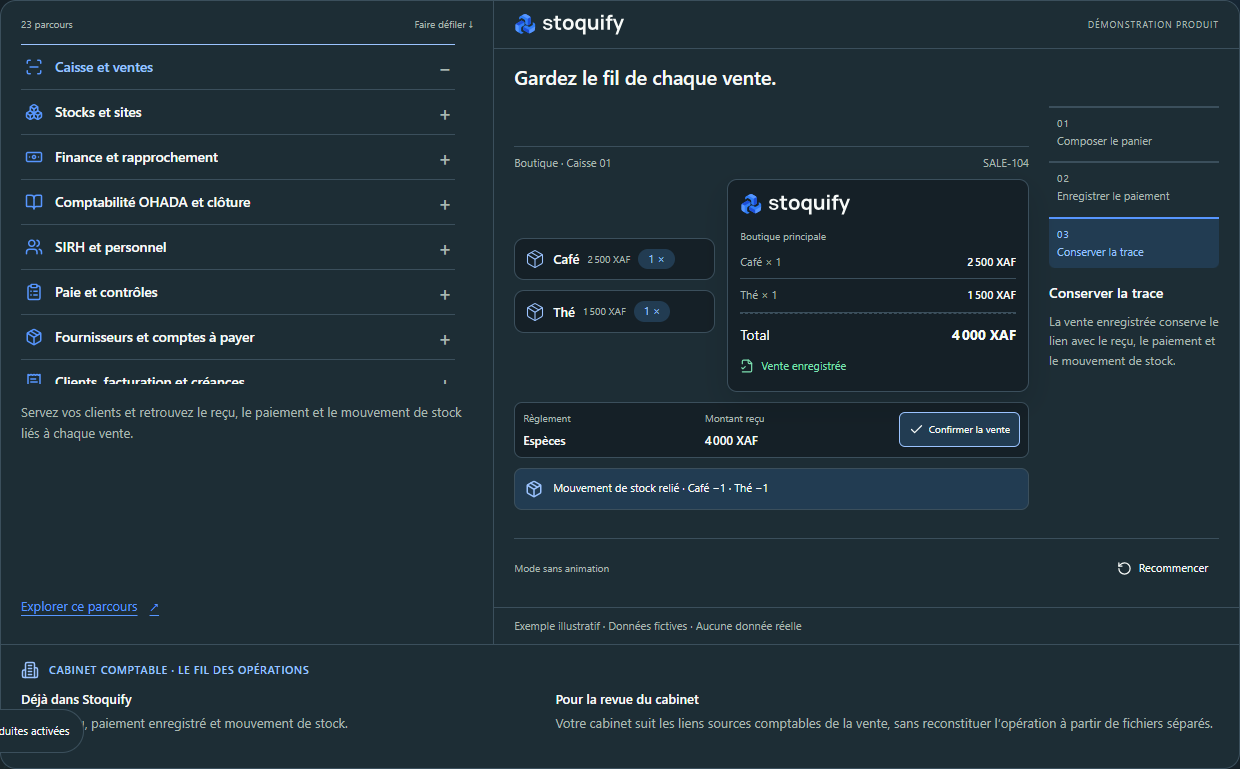 23 parcours
Faire défiler ↓
Caisse et ventes
Stocks et sites
Finance et rapprochement
Comptabilité OHADA et clôture
SIRH et personnel
Paie et contrôles
Fournisseurs et comptes à payer
Clients, facturation et créances
Servez vos clients et retrouvez le reçu, le paiement et le mouvement de stock
liés à chaque vente.
Explorer ce parcours ↗
stoquify
DÉMONSTRATION PRODUIT
Gardez le fil de chaque vente.
Boutique · Caisse 01
SALE-104
Café 2 500 XAF 1 ×
Thé 1 500 XAF 1 ×
stoquify
Boutique principale
Café × 1 2 500 XAF
Thé × 1 1 500 XAF
Total 4 000 XAF
Vente enregistrée
Règlement
Espèces
Montant reçu
4 000 XAF
Confirmer la vente
Mouvement de stock relié · Café −1 · Thé −1
01
Composer le panier
02
Enregistrer le paiement
03
Conserver la trace
Conserver la trace
La vente enregistrée conserve le
lien avec le reçu, le paiement et
le mouvement de stock.
Mode sans animation
Recommencer
Exemple illustratif · Données fictives · Aucune donnée réelle
CABINET COMPTABLE · LE FIL DES OPÉRATIONS
Déjà dans Stoquify
, paiement enregistré et mouvement de stock.
duites activées
Pour la revue du cabinet
Votre cabinet suit les liens sources comptables de la vente, sans reconstituer l'opération à partir de fichiers séparés.